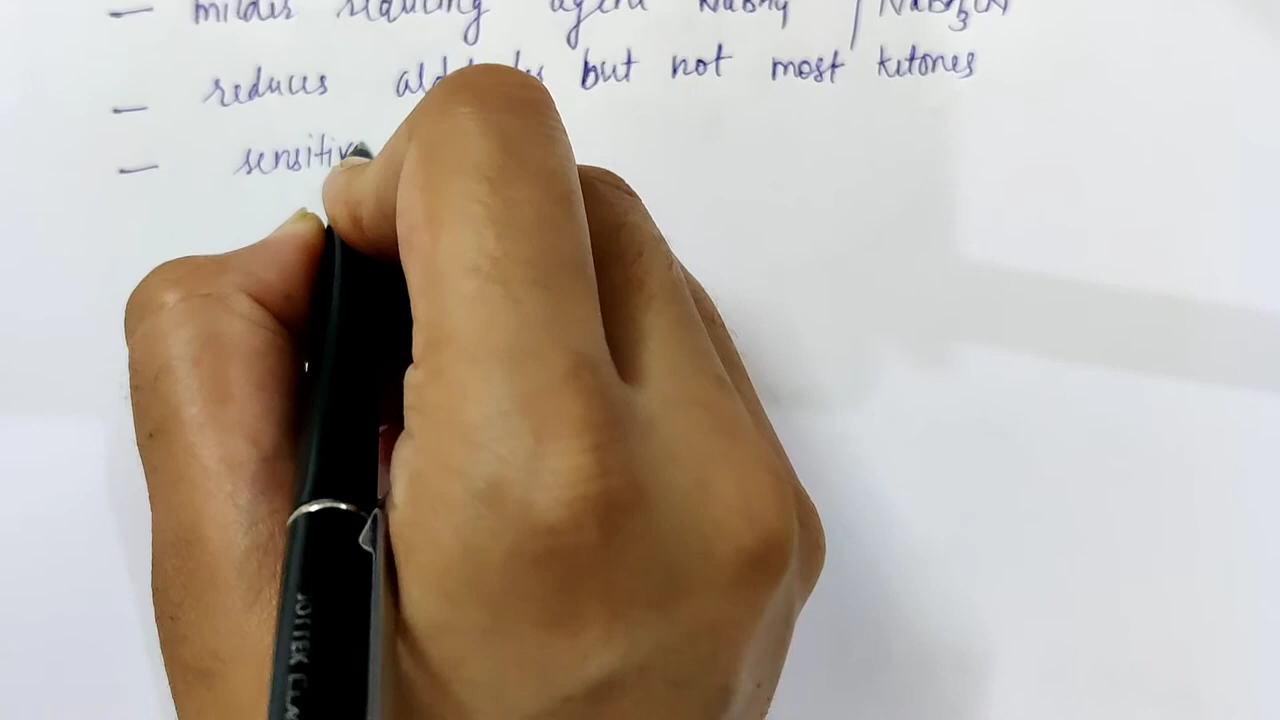 — milder reducing agent NaBH4 / NaBH3CN
— reduces but not most ketones
— sensitiv